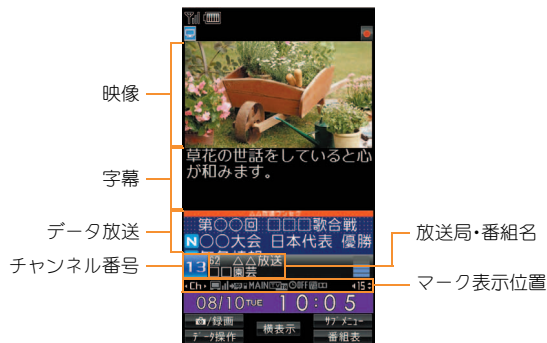 映像
草花の世話をしていると心
が和みます。
字幕
データ放送
第○○回 □□□歌合戦
N○○大会 日本代表 優勝
チャンネル番号
13
62 △△放送
□□園芸
放送局・番組名
Ch
MAIN
OFF
15
マーク表示位置
08/10 TUE 10:05
/録画
横表示
サブメニュー
データ操作
番組表